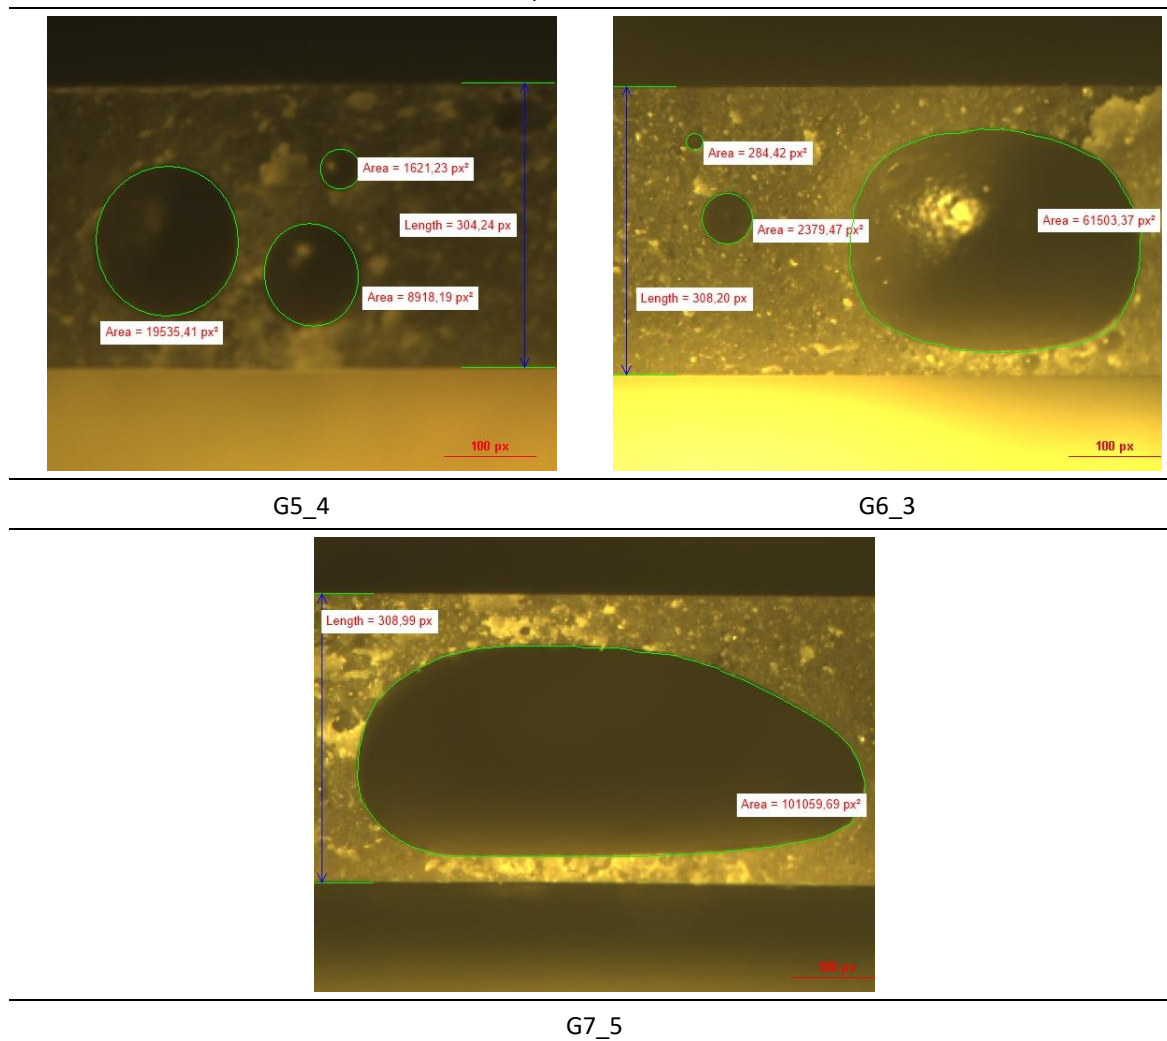 Area = 1621,23 px²
Length = 304,24 px
Area = 8918,19 px²
Area = 19535,41 px²
100 px
Area = 284,42 px²
Area = 61503,37 px²
Area = 2379,47 px²
Length = 308,20 px
100 px
G5_4
G6_3
Length = 308,99 px
Area = 101059,69 px²
100 px
G7_5